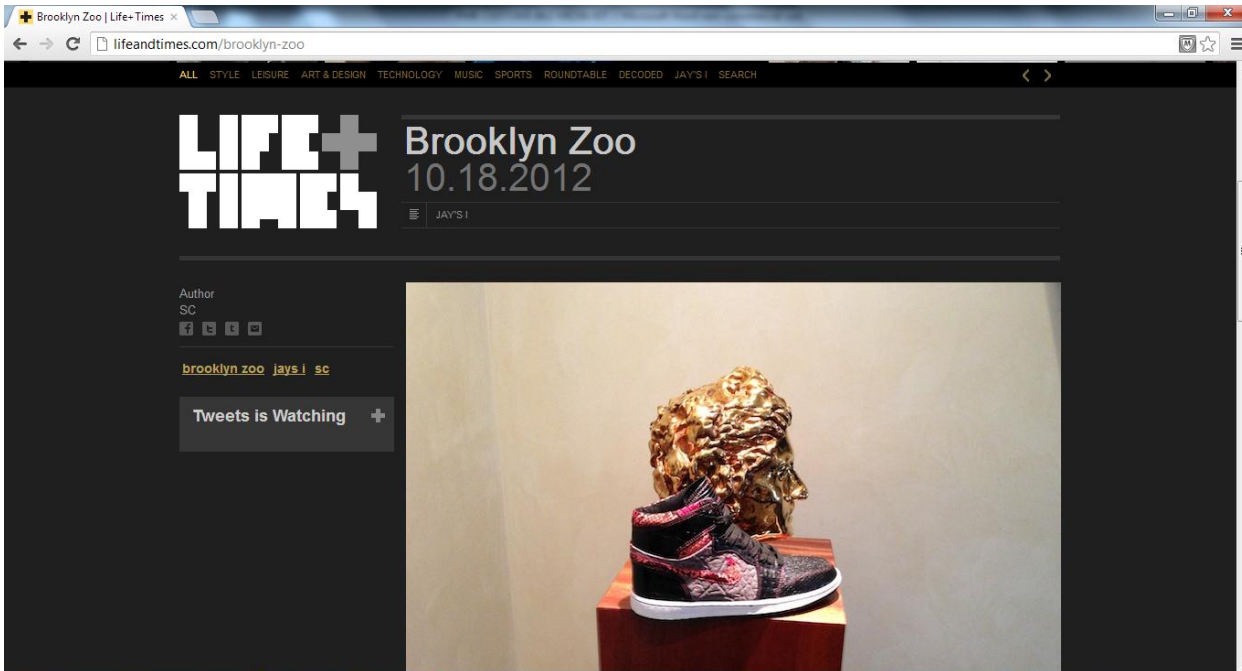 Brooklyn Zoo | Life+Times
lifeandtimes.com/brooklyn-zoo
ALL STYLE LEISURE ART & DESIGN TECHNOLOGY MUSIC SPORTS ROUNDTABLE DECODED JAY'S I SEARCH
LIFE+
TIMES
Brooklyn Zoo
10.18.2012
JAY'S I
Author
SC
brooklyn zoo jays i sc
Tweets is Watching